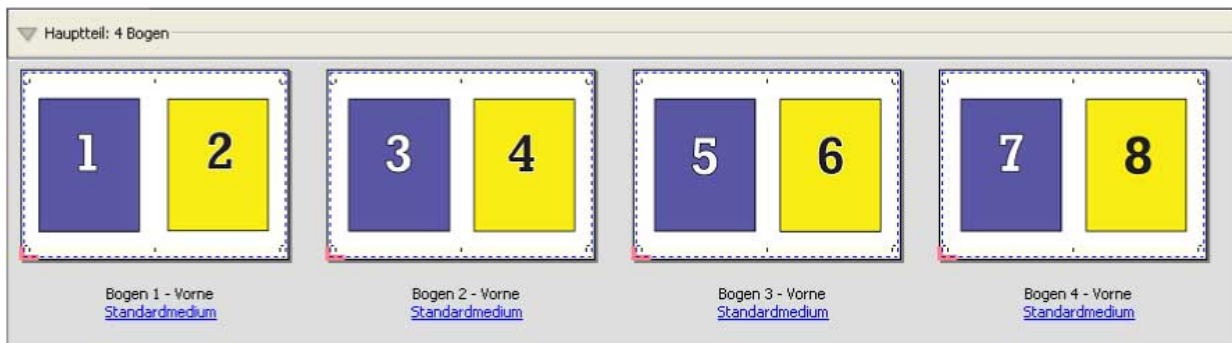 Hauptteil: 4 Bogen
1 2 3 4 5 6 7 8
Bogen 1 - Vorne Bogen 2 - Vorne Bogen 3 - Vorne Bogen 4 - Vorne
Standardmedium Standardmedium Standardmedium Standardmedium